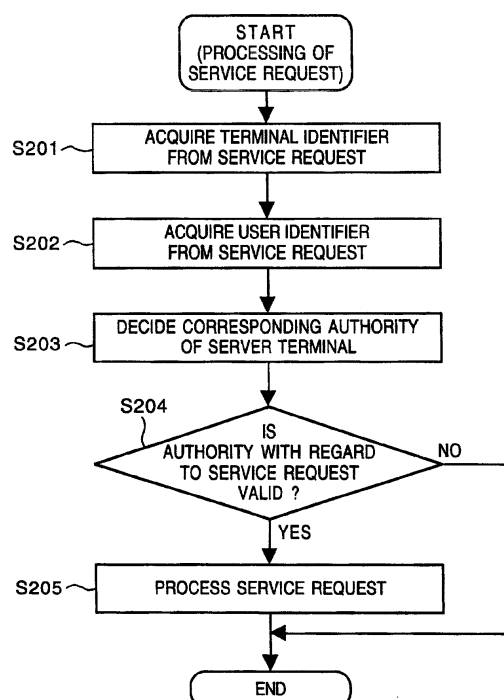 START
(PROCESSING OF
SERVICE REQUEST)
S201
ACQUIRE TERMINAL IDENTIFIER
FROM SERVICE REQUEST
S202
ACQUIRE USER IDENTIFIER
FROM SERVICE REQUEST
S203
DECIDE CORRESPONDING AUTHORITY
OF SERVER TERMINAL
S204
IS
AUTHORITY WITH REGARD
TO SERVICE REQUEST
VALID ?
NO
YES
S205
PROCESS SERVICE REQUEST
END